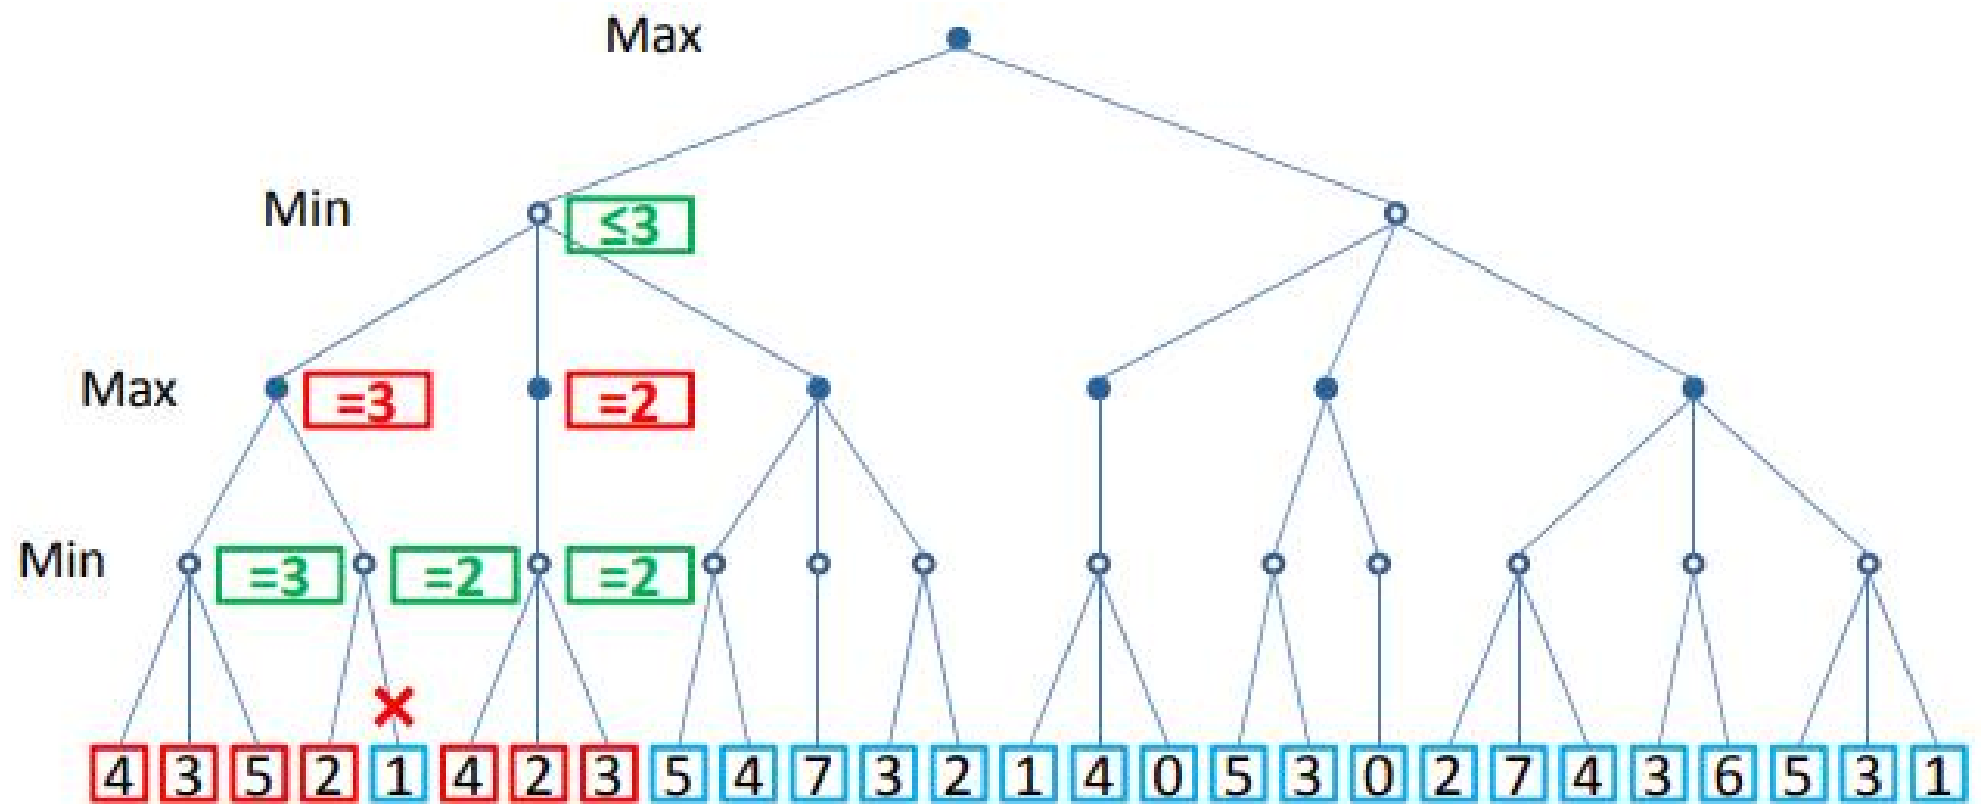 Max
Min ≤3
Max =3 =2
Min =3 =2 =2
4 3 5 2 1 4 2 3 5 4 7 3 2 1 4 0 5 3 0 2 7 4 3 6 5 3 1